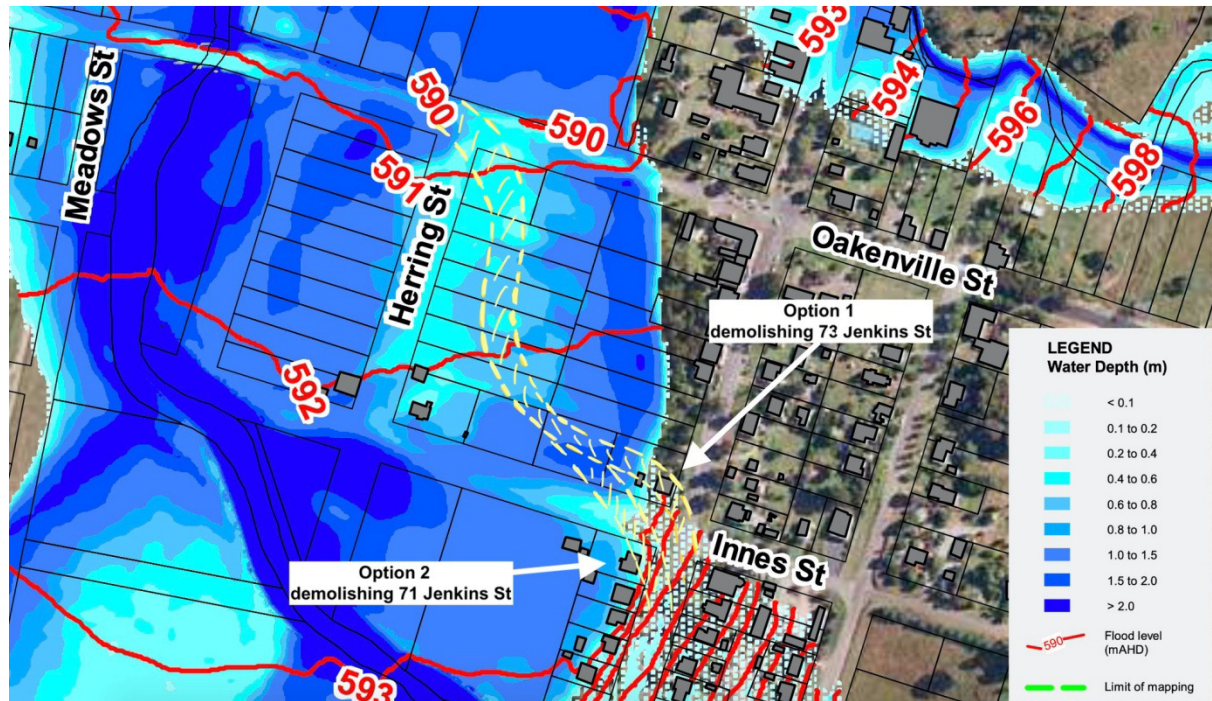 593
594
596
598
590
590
591
592
593
Meadows St
Herring St
Oakenville St
Innes St
Option 1
demolishing 73 Jenkins St
Option 2
demolishing 71 Jenkins St
LEGEND
Water Depth (m)
< 0.1
0.1 to 0.2
0.2 to 0.4
0.4 to 0.6
0.6 to 0.8
0.8 to 1.0
1.0 to 1.5
1.5 to 2.0
> 2.0
590
Flood level
(mAHD)
Limit of mapping